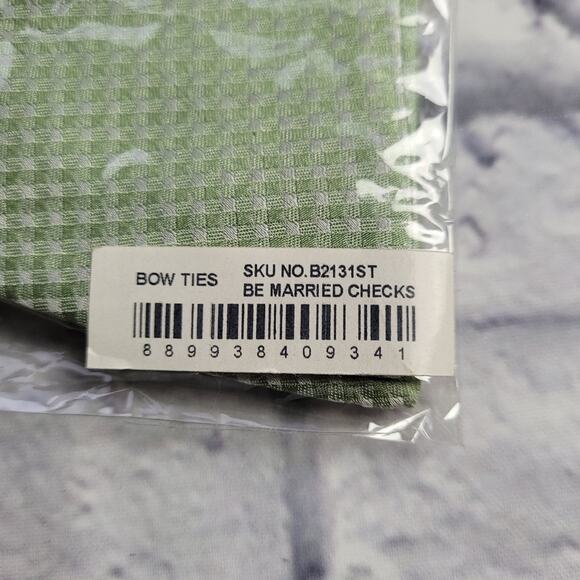 BOW TIES
SKU NO.B2131ST
BE MARRIED CHECKS
889938409341